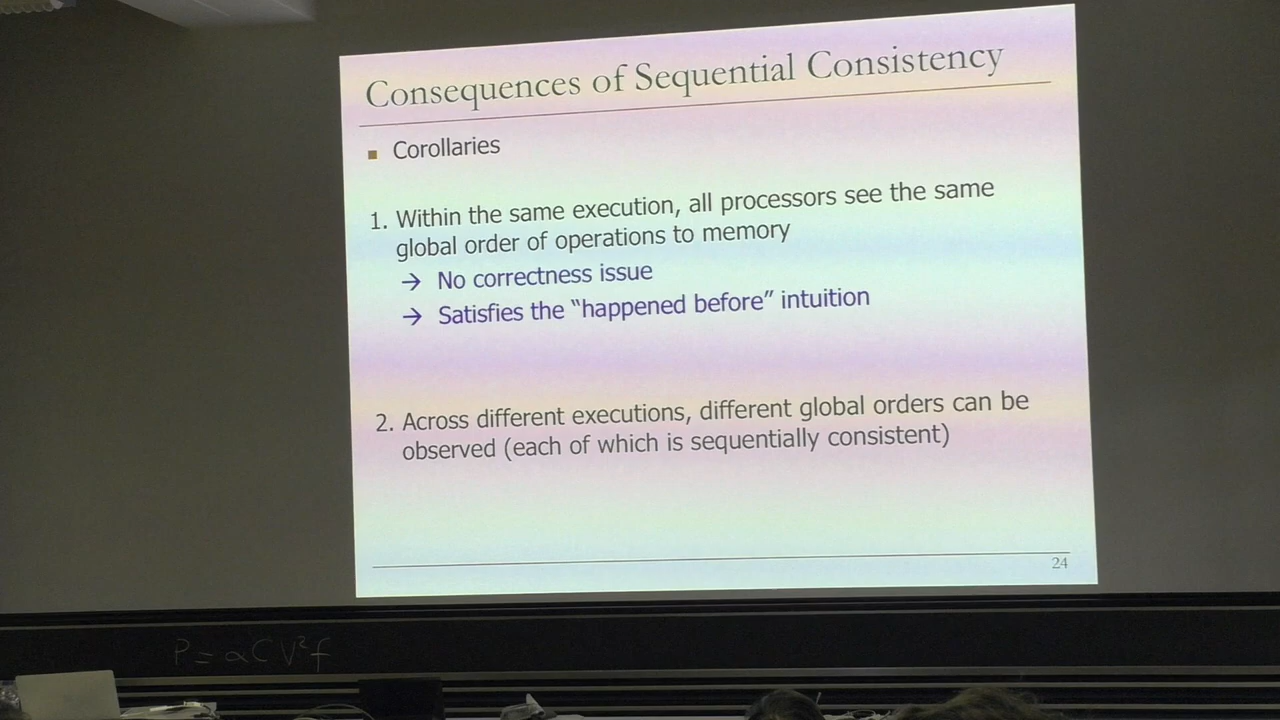 Consequences of Sequential Consistency
▪ Corollaries
1. Within the same execution, all processors see the same
global order of operations to memory
→ No correctness issue
→ Satisfies the “happened before” intuition
2. Across different executions, different global orders can be
observed (each of which is sequentially consistent)
24
P = αCV²f